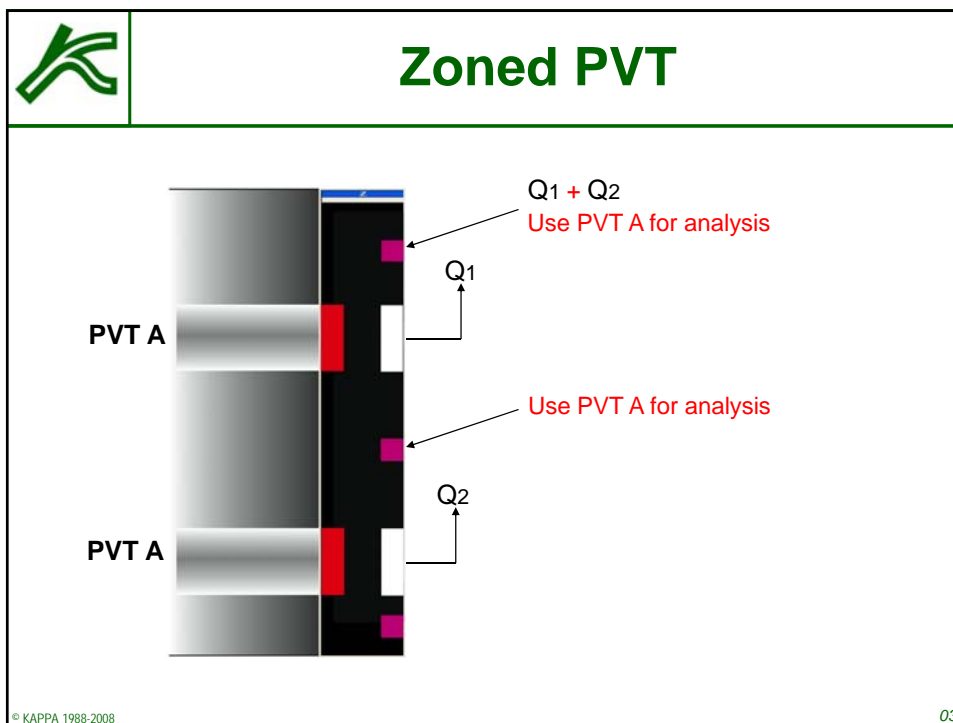 Zoned PVT
Q1 + Q2
Use PVT A for analysis
Q1
PVT A
Use PVT A for analysis
Q2
PVT A
© KAPPA 1988-2008
03